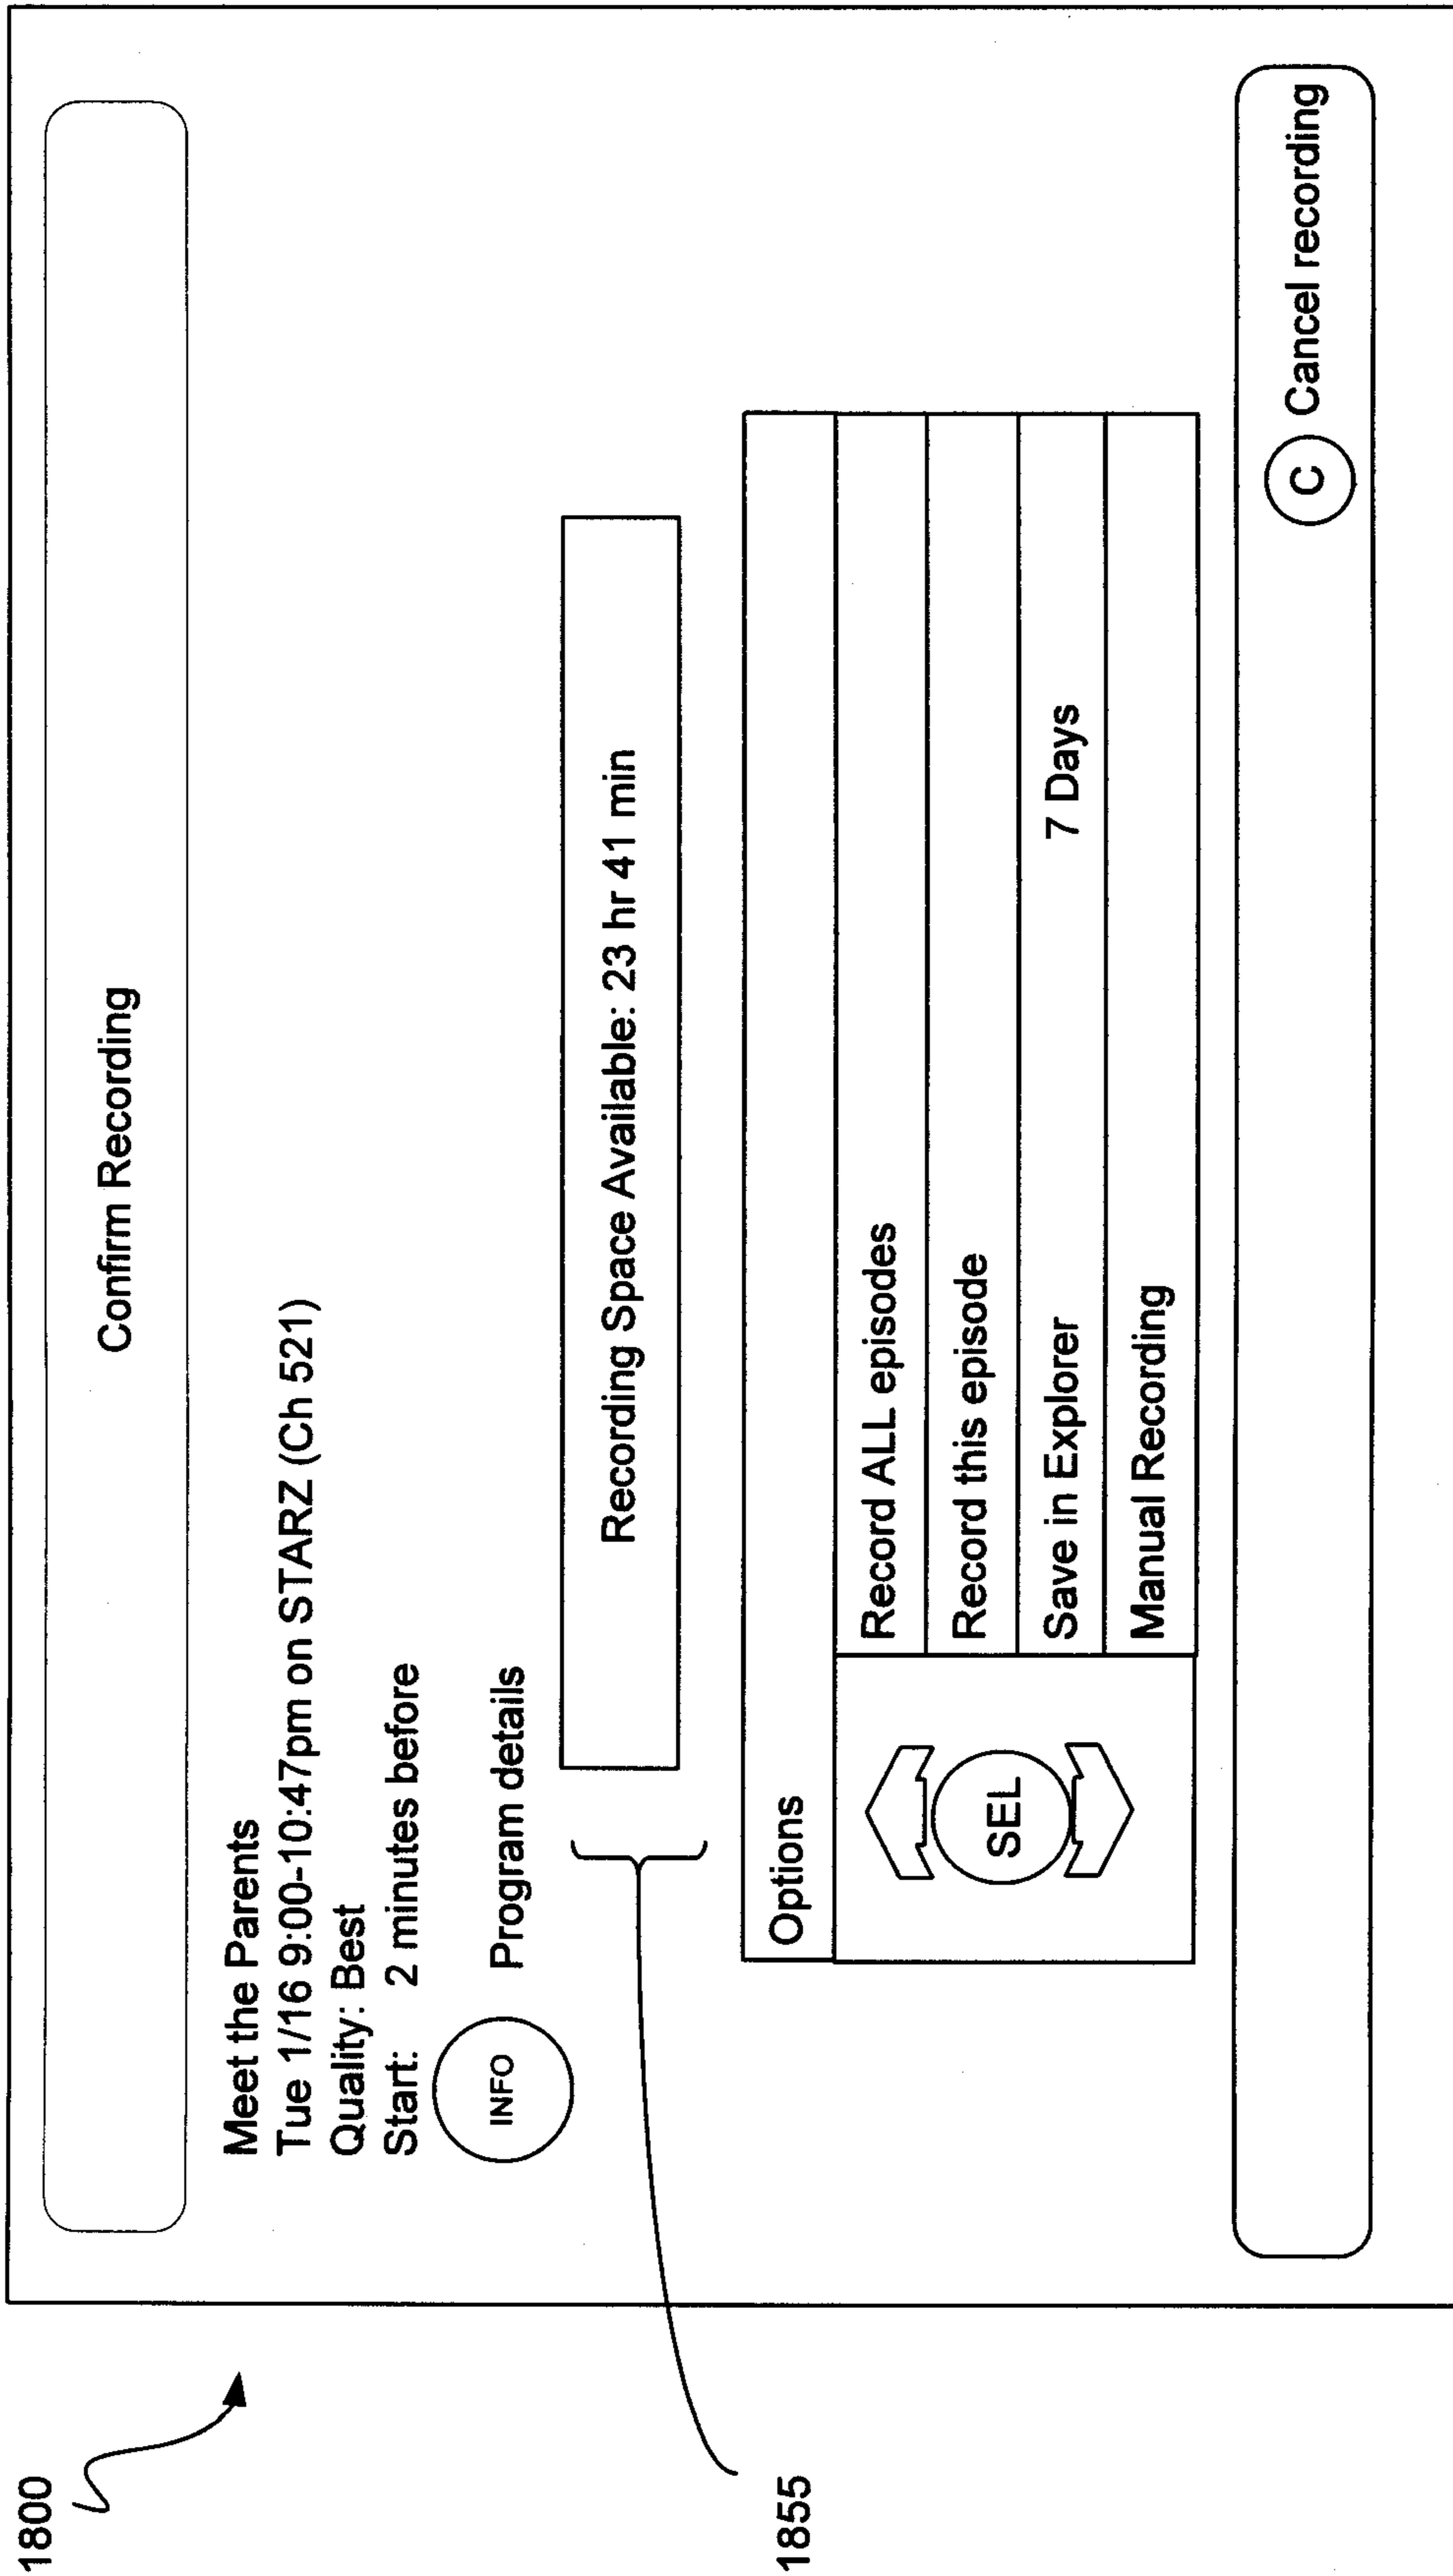 1800
Confirm Recording
Meet the Parents
Tue 1/16 9:00-10:47pm on STARZ (Ch 521)
Quality: Best
Start: 2 minutes before
INFO Program details
Recording Space Available: 23 hr 41 min
1855
Options
SEL
Record ALL episodes
Record this episode
Save in Explorer 7 Days
Manual Recording
C Cancel recording